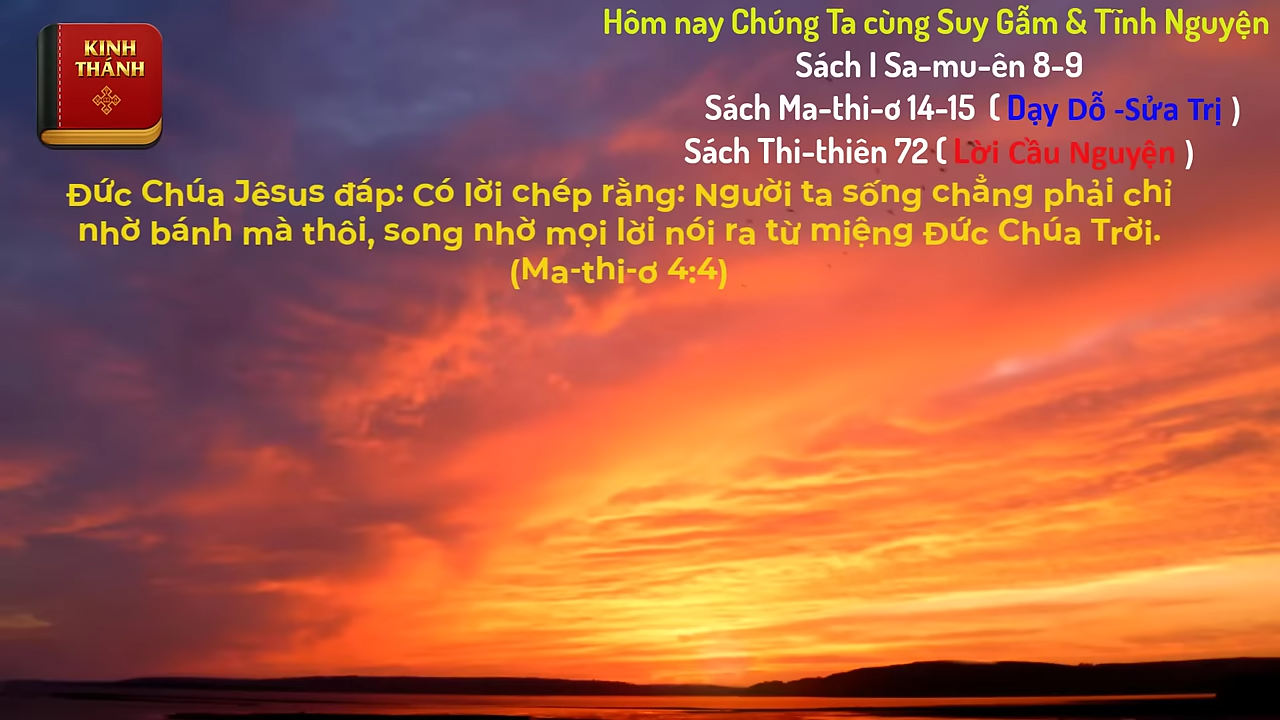 KINH
THÁNH
Hôm nay Chúng Ta cùng Suy Gẫm & Tĩnh Nguyện
Sách I Sa-mu-ên 8-9
Sách Ma-thi-ơ 14-15 ( Dạy Dỗ -Sửa Trị )
Sách Thi-thiên 72 ( Lời Cầu Nguyện )
Đức Chúa Jêsus đáp: Có lời chép rằng: Người ta sống chẳng phải chỉ
nhờ bánh mà thôi, song nhờ mọi lời nói ra từ miệng Đức Chúa Trời.
(Ma-thi-ơ 4:4)